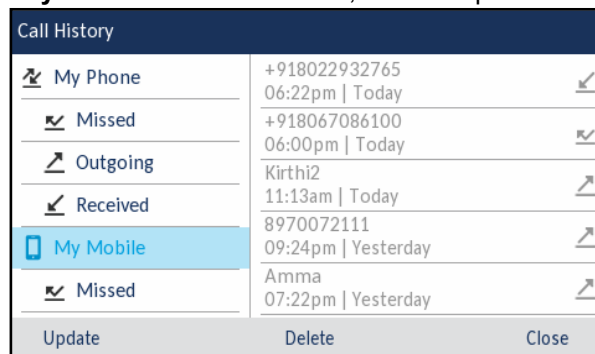 Call History
My Phone
Missed
Outgoing
Received
My Mobile
Missed
+918022932765
06:22pm | Today
+918067086100
06:00pm | Today
Kirthi2
11:13am | Today
8970072111
09:24pm | Yesterday
Amma
07:22pm | Yesterday
Update
Delete
Close